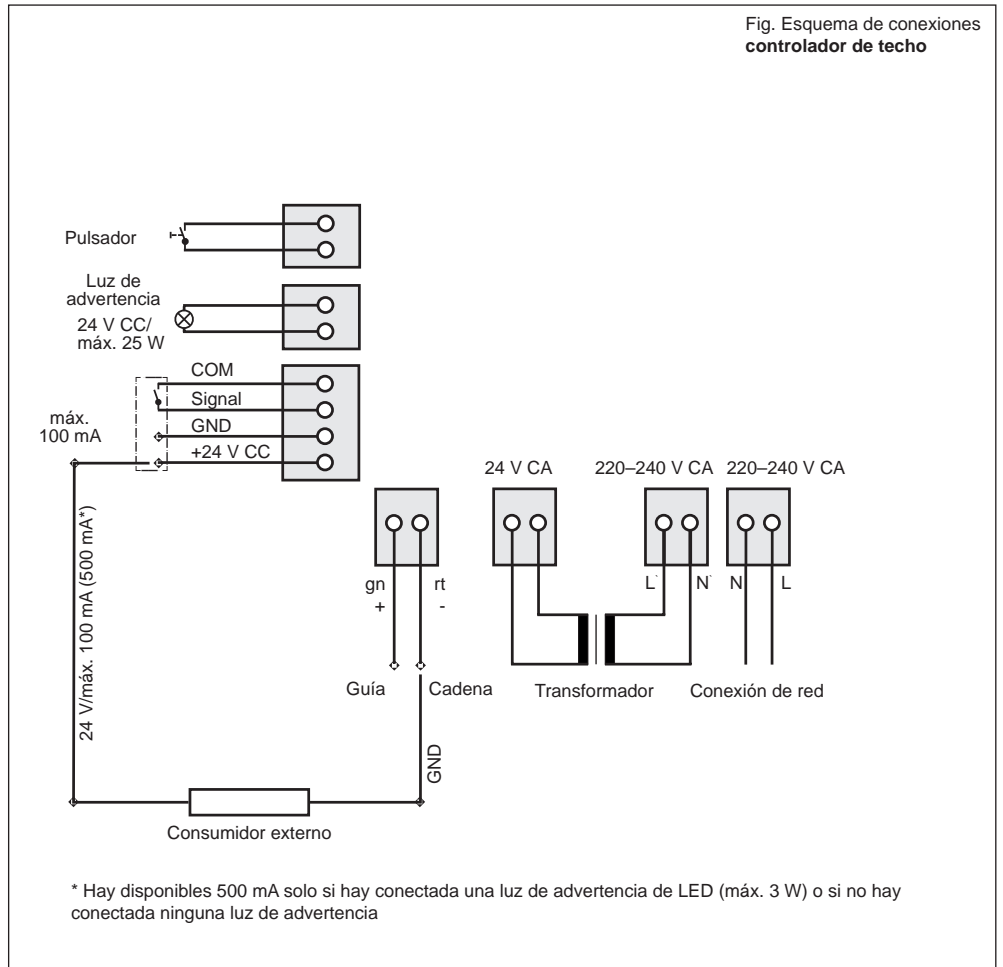 Fig. Esquema de conexiones
controlador de techo
Pulsador
Luz de
advertencia
24 V CC/
máx. 25 W
COM
Signal
GND
+24 V CC
máx.
100 mA
24 V/máx. 100 mA (500 mA*)
24 V CA
220–240 V CA
220–240 V CA
gn
+
rt
-
L`
N`
N
L
Guía
Cadena
Transformador
Conexión de red
GND
Consumidor externo
* Hay disponibles 500 mA solo si hay conectada una luz de advertencia de LED (máx. 3 W) o si no hay
conectada ninguna luz de advertencia